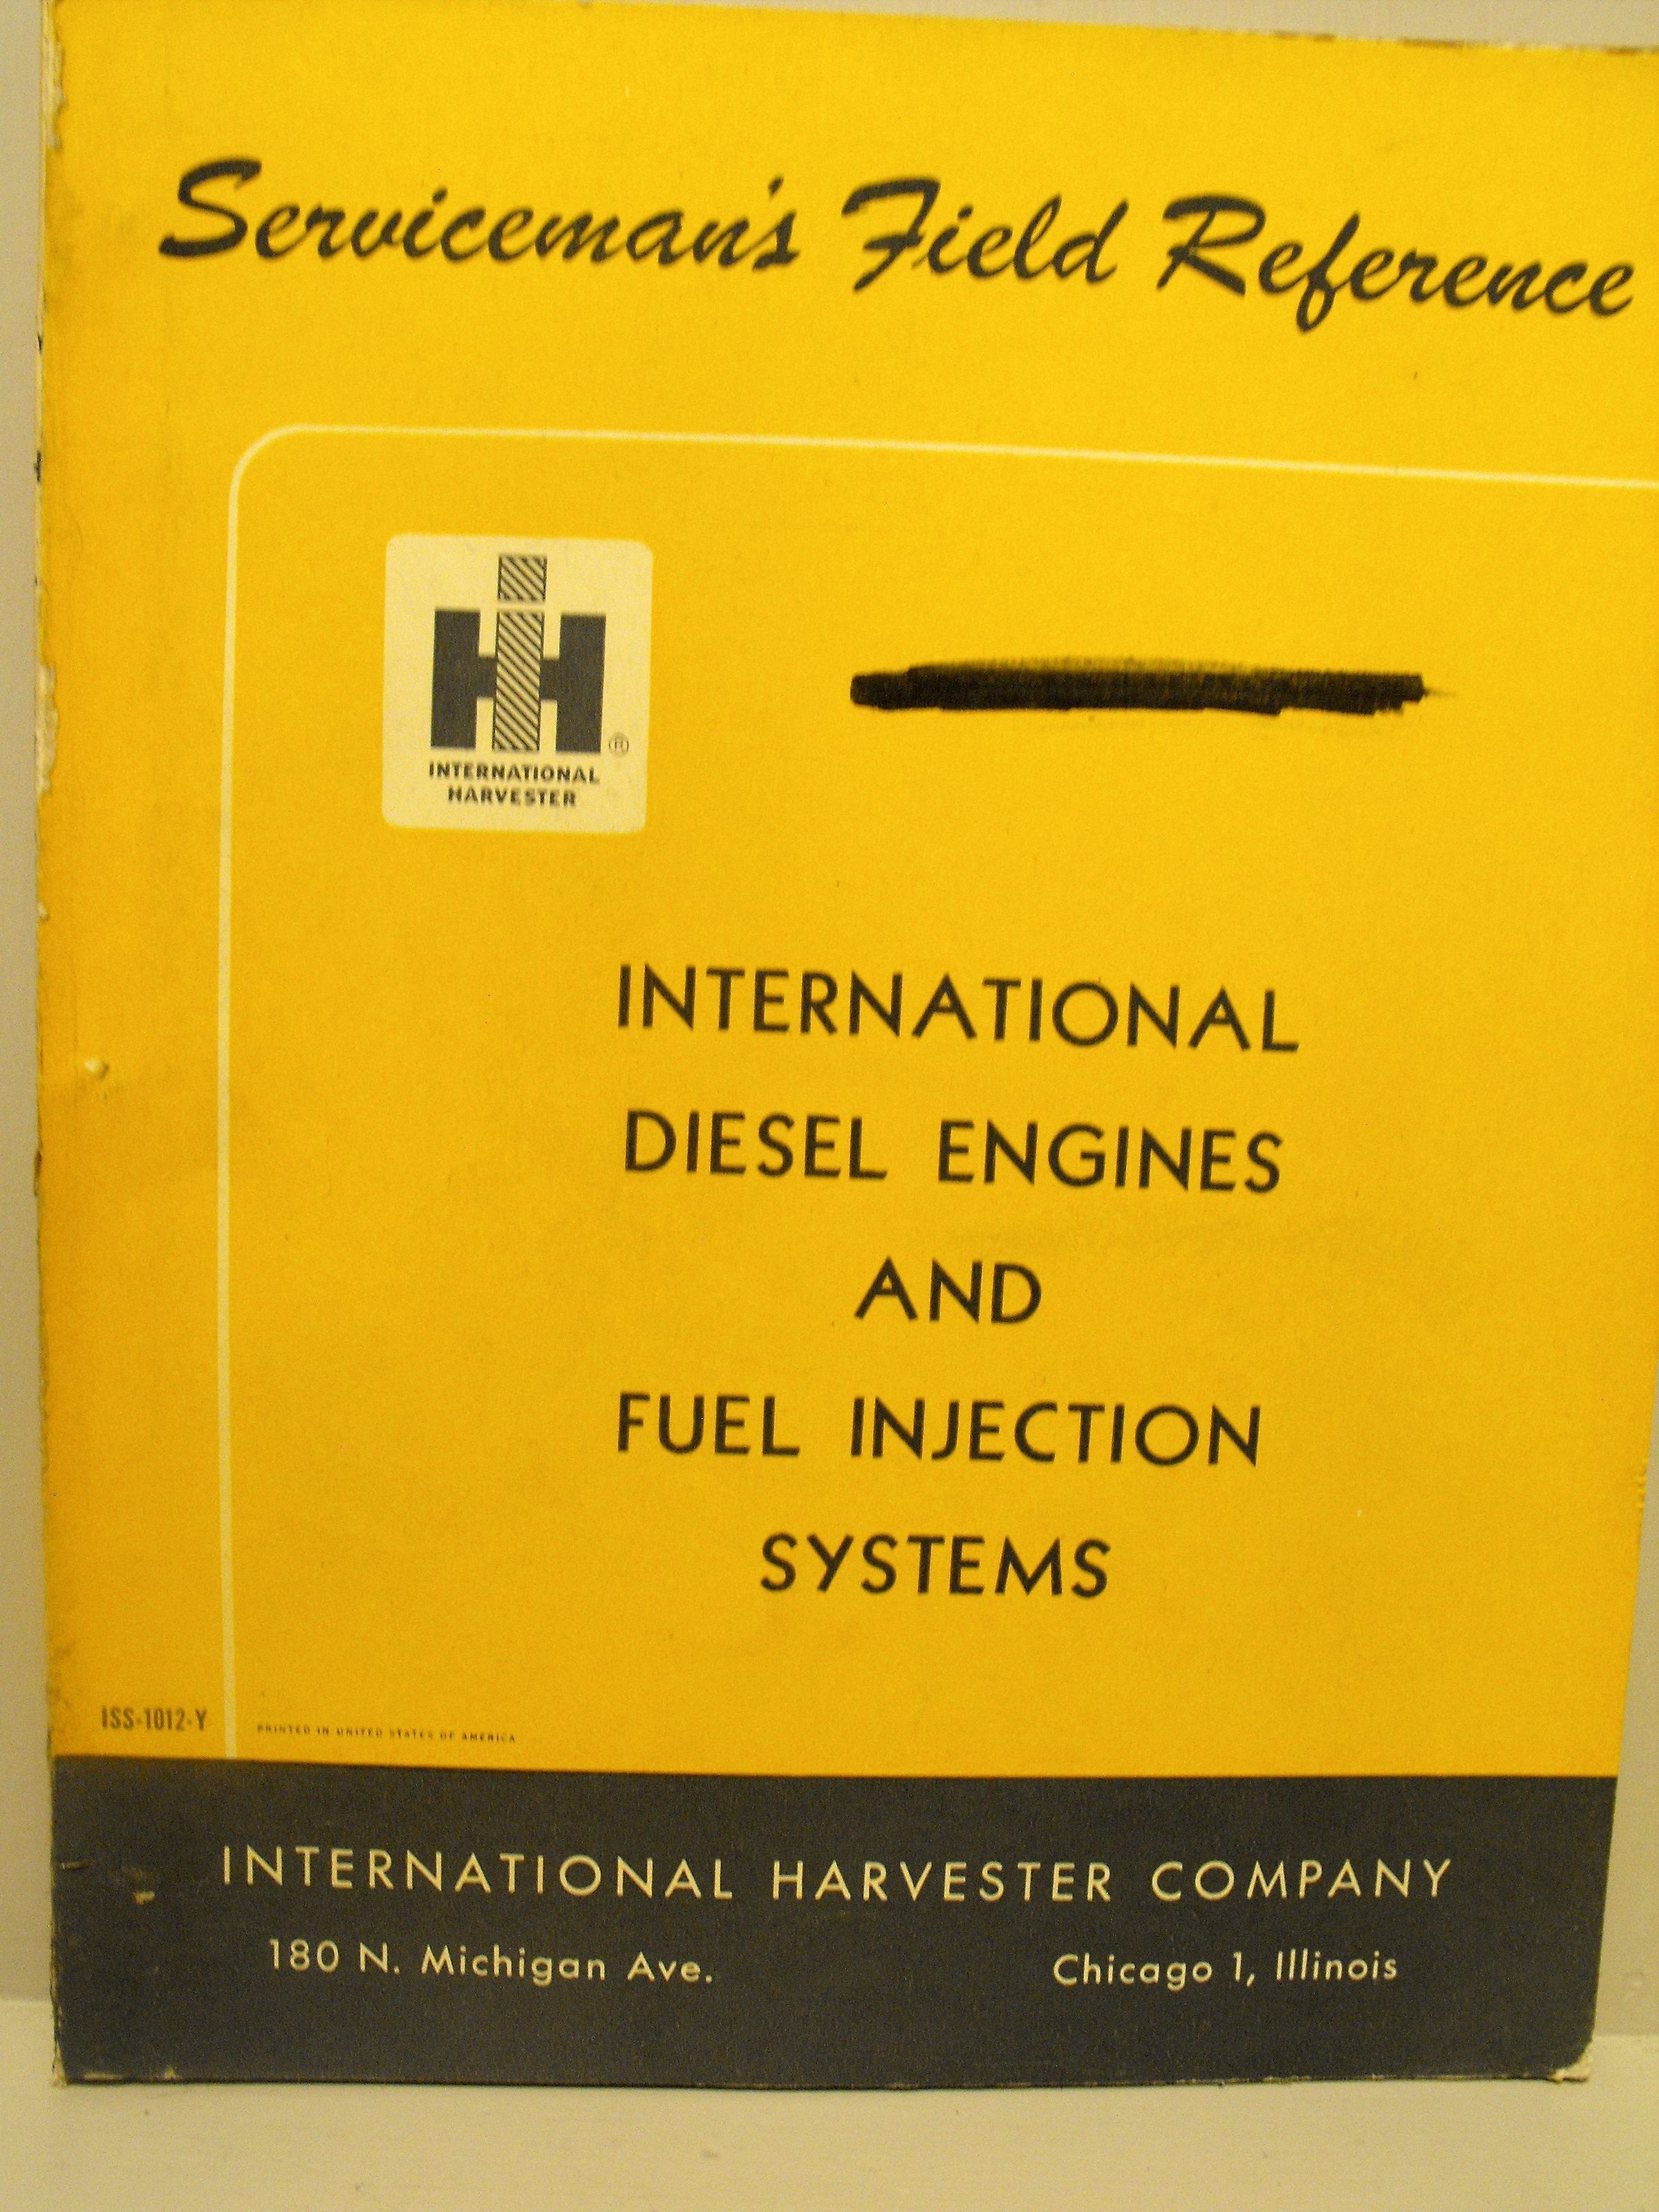 Serviceman's Field Reference
IH ®
INTERNATIONAL
HARVESTER
INTERNATIONAL
DIESEL ENGINES
AND
FUEL INJECTION
SYSTEMS
ISS-1012-Y
PRINTED IN UNITED STATES OF AMERICA
INTERNATIONAL HARVESTER COMPANY
180 N. Michigan Ave. Chicago 1, Illinois